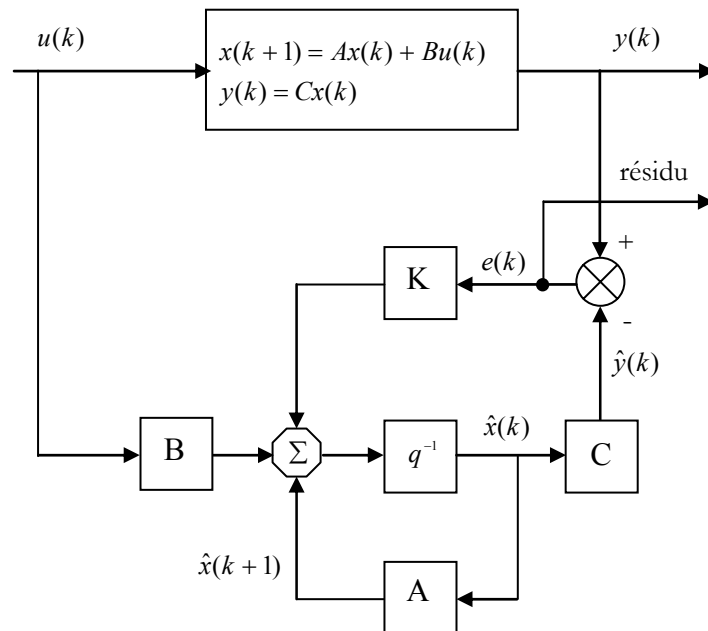 u(k)
x(k + 1) = Ax(k) + Bu(k)
y(k) = Cx(k)
y(k)
résidu
+
e(k)
K
-
ŷ(k)
B
Σ
q⁻¹
x̂(k)
C
x̂(k + 1)
A